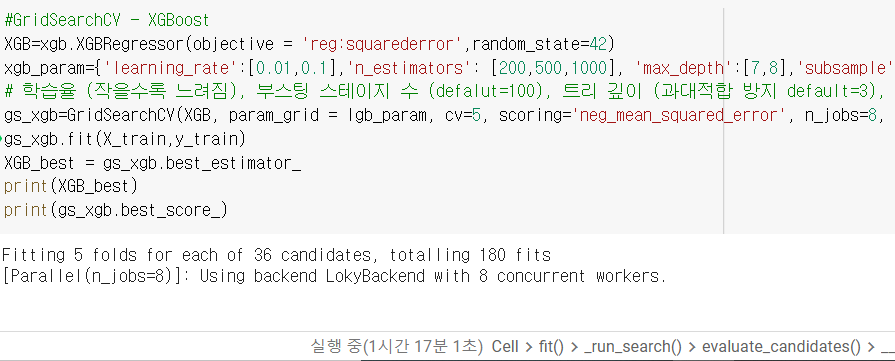 #GridSearchCV - XGBoost
XGB=xgb.XGBRegressor(objective = 'reg:squarederror',random_state=42)
xgb_param={'learning_rate':[0.01,0.1],'n_estimators': [200,500,1000], 'max_depth':[7,8],'subsample'
# 학습율 (작을수록 느려짐), 부스팅 스테이지 수 (defalut=100), 트리 깊이 (과대적합 방지 default=3),
gs_xgb=GridSearchCV(XGB, param_grid = lgb_param, cv=5, scoring='neg_mean_squared_error', n_jobs=8,
gs_xgb.fit(X_train,y_train)
XGB_best = gs_xgb.best_estimator_
print(XGB_best)
print(gs_xgb.best_score_)
Fitting 5 folds for each of 36 candidates, totalling 180 fits
[Parallel(n_jobs=8)]: Using backend LokyBackend with 8 concurrent workers.
실행 중(1시간 17분 1초) Cell > fit() > _run_search() > evaluate_candidates() >